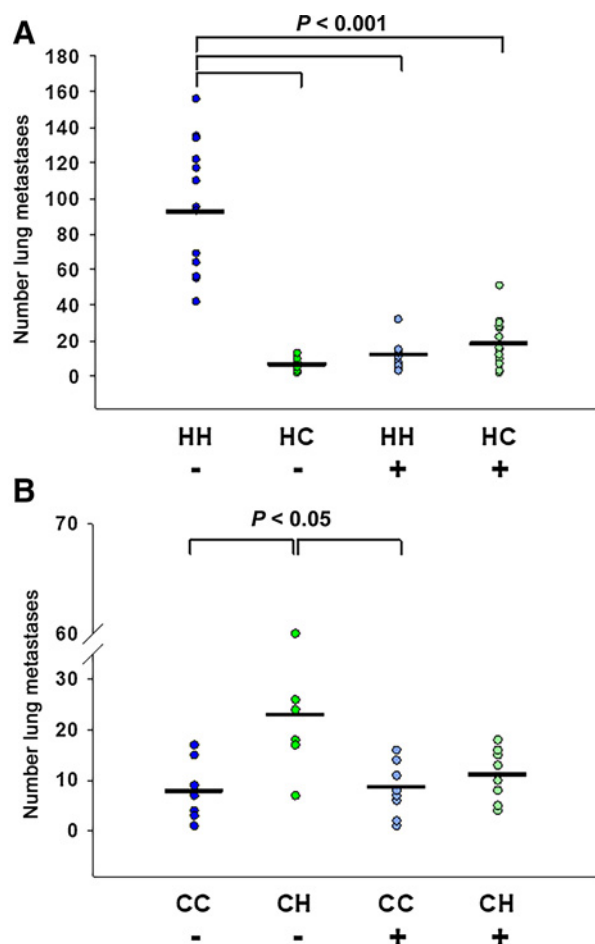 A
P < 0.001
Number lung metastases
180
160
140
120
100
80
60
40
20
0
HH HC HH HC
- - + +
B
P < 0.05
Number lung metastases
70
60
30
20
10
0
CC CH CC CH
- - + +